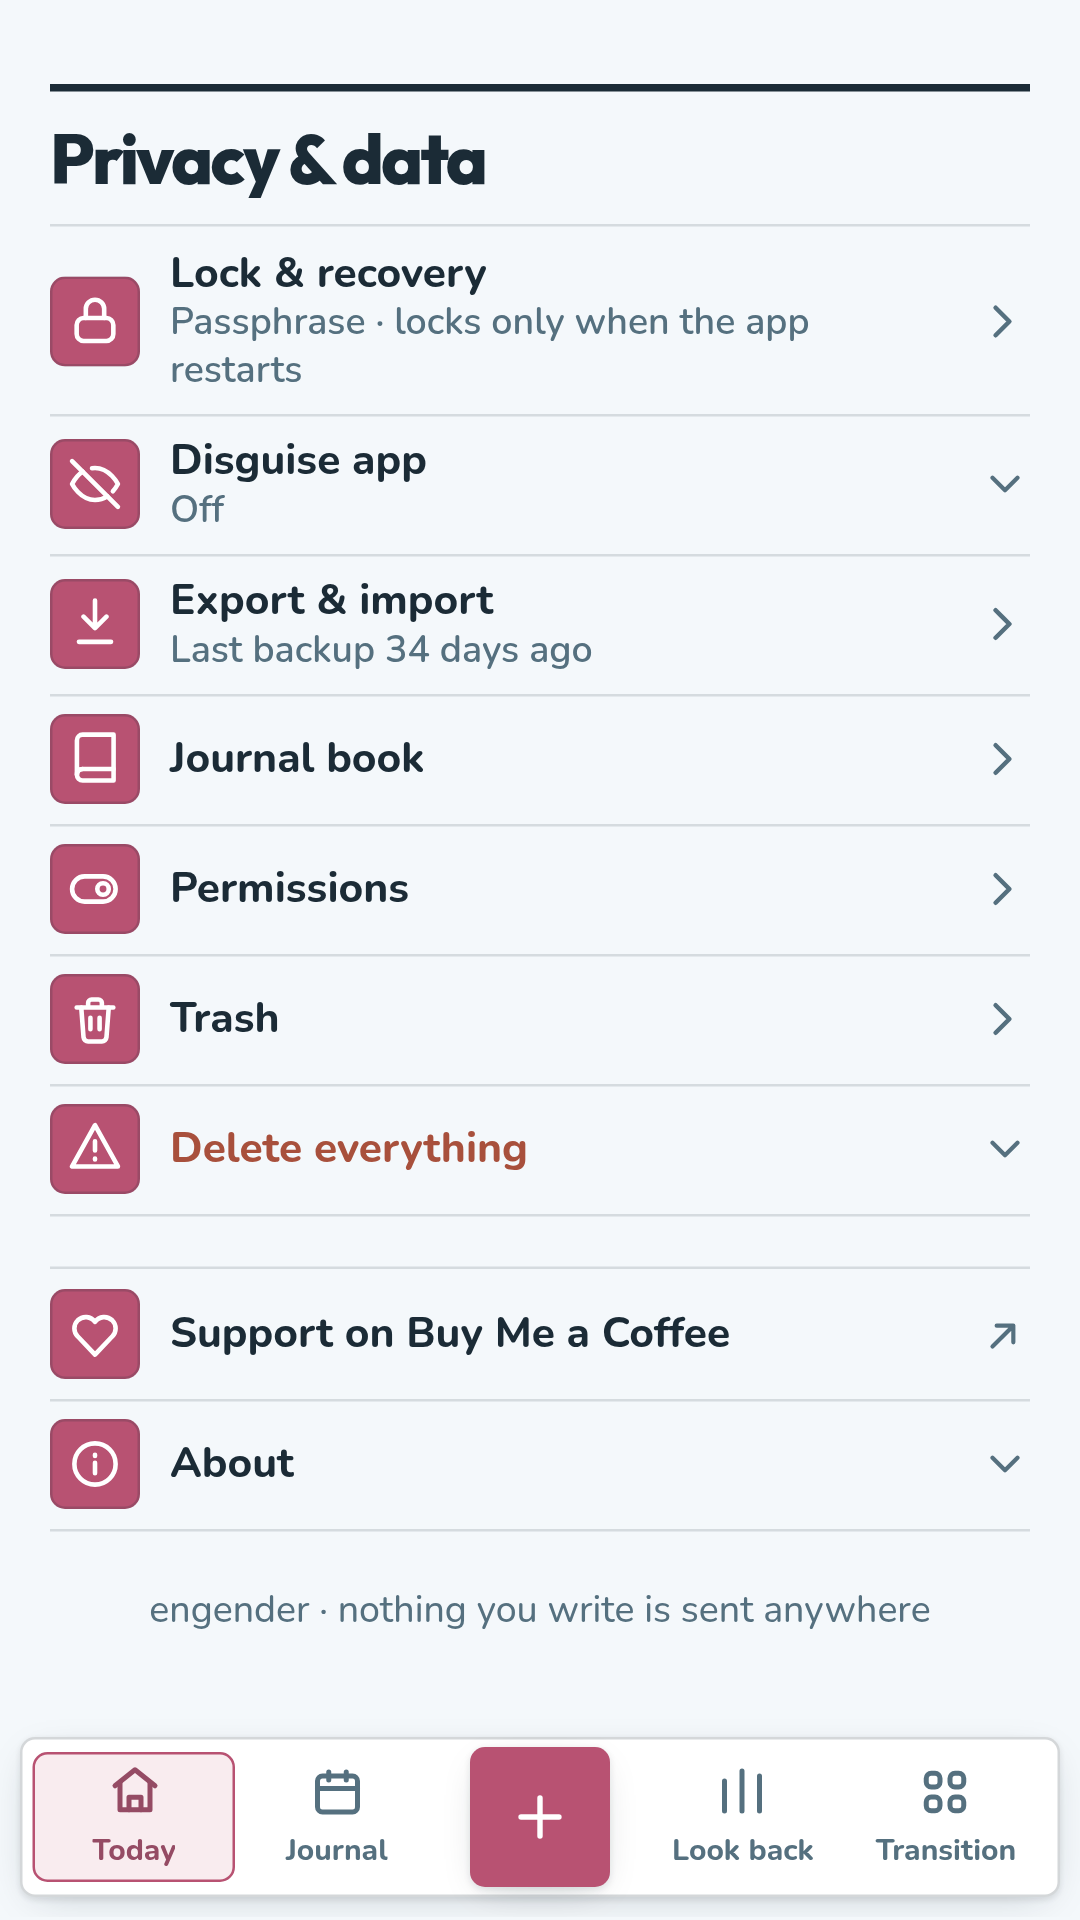 Privacy & data
Lock & recovery
Passphrase · locks only when the app
restarts
Disguise app
Off
Export & import
Last backup 34 days ago
Journal book
Permissions
Trash
Delete everything
Support on Buy Me a Coffee
About
engender · nothing you write is sent anywhere
Today
Journal
Look back
Transition